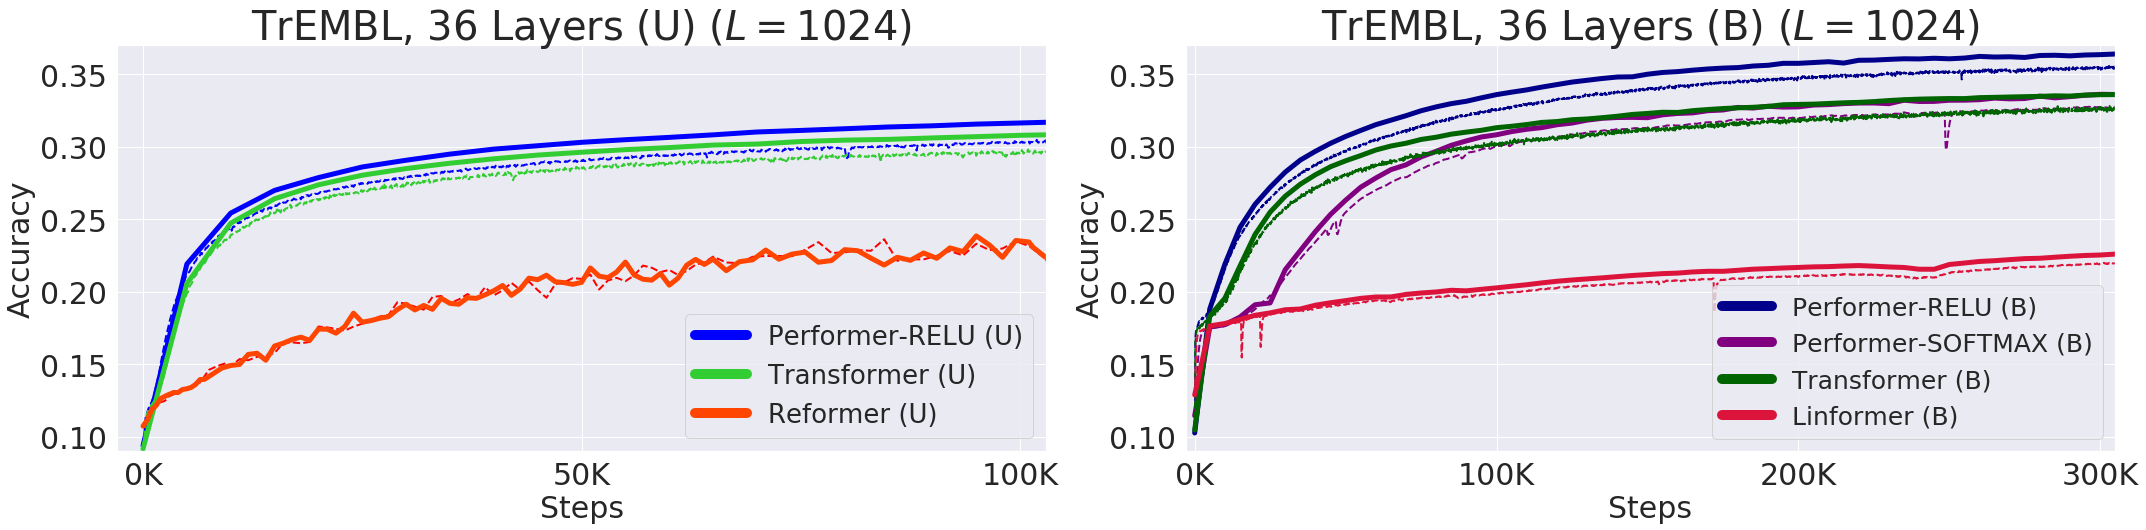 TrEMBL, 36 Layers (U) (L = 1024)
Accuracy
0.35
0.30
0.25
0.20
0.15
0.10
Performer-RELU (U)
Transformer (U)
Reformer (U)
0K
50K
100K
Steps
TrEMBL, 36 Layers (B) (L = 1024)
Accuracy
0.35
0.30
0.25
0.20
0.15
0.10
Performer-RELU (B)
Performer-SOFTMAX (B)
Transformer (B)
Linformer (B)
0K
100K
200K
300K
Steps